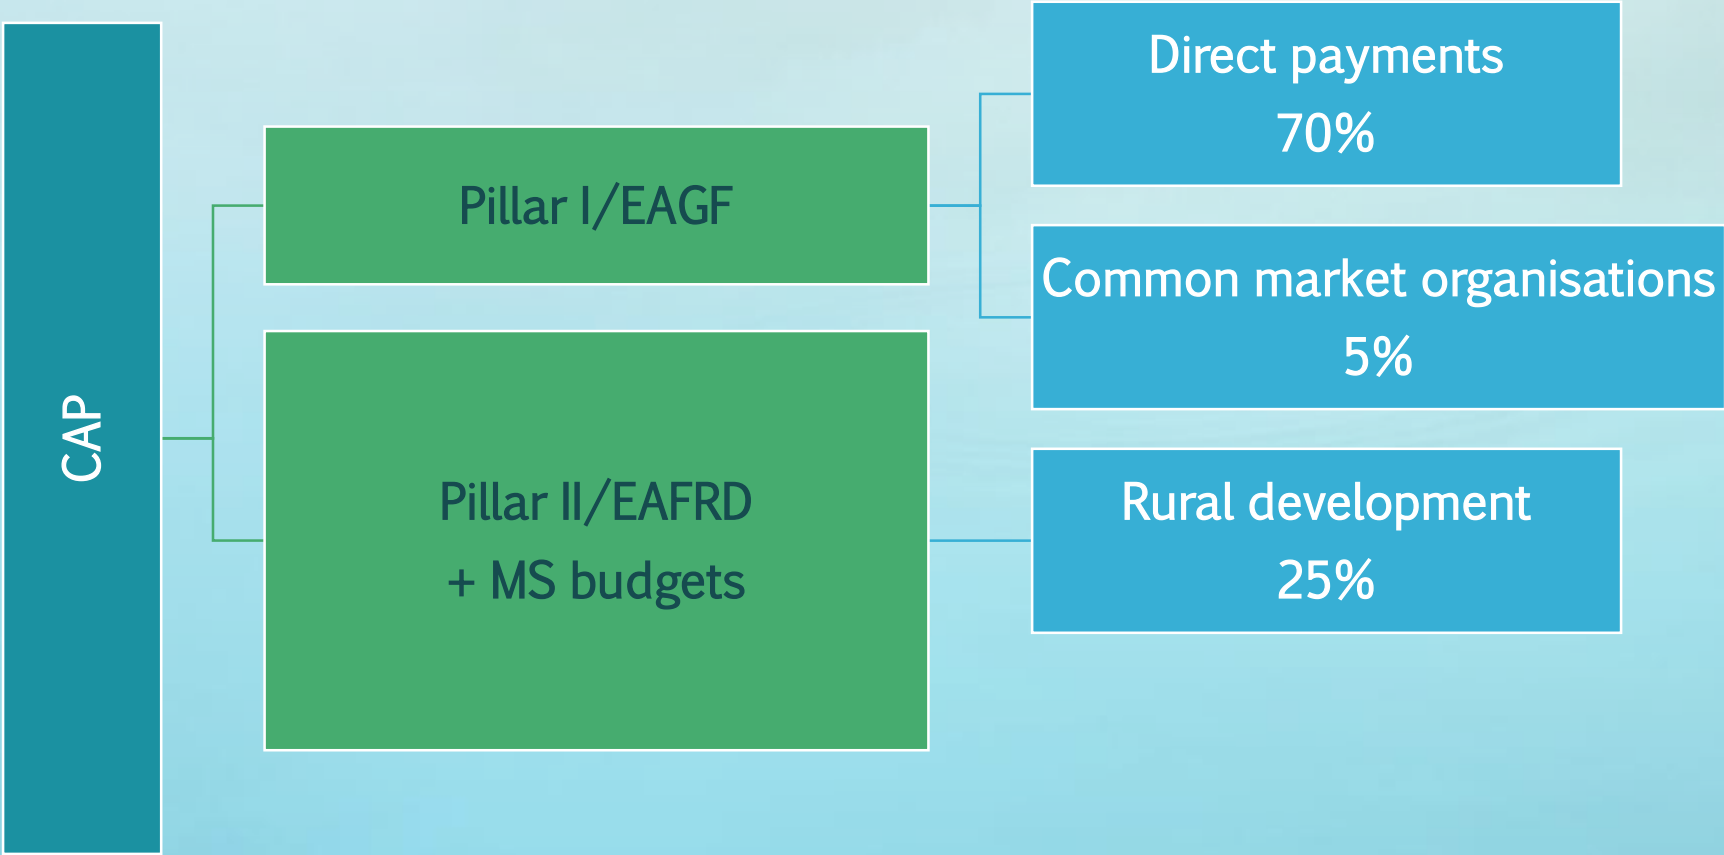 CAP
Pillar I/EAGF
Direct payments
70%
Common market organisations
5%
Pillar II/EAFRD
+ MS budgets
Rural development
25%